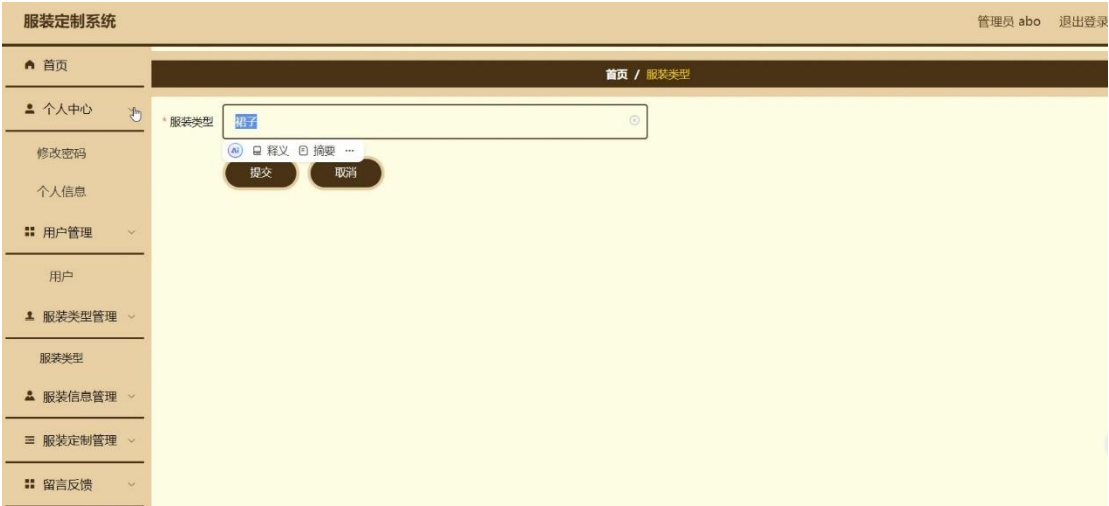 服装定制系统
管理员 abo 退出登录
首页
个人中心
修改密码
个人信息
用户管理
用户
服装类型管理
服装类型
服装信息管理
服装定制管理
留言反馈
首页 / 服装类型
* 服装类型 裙子
Ai 释义 摘要 ···
提交 取消